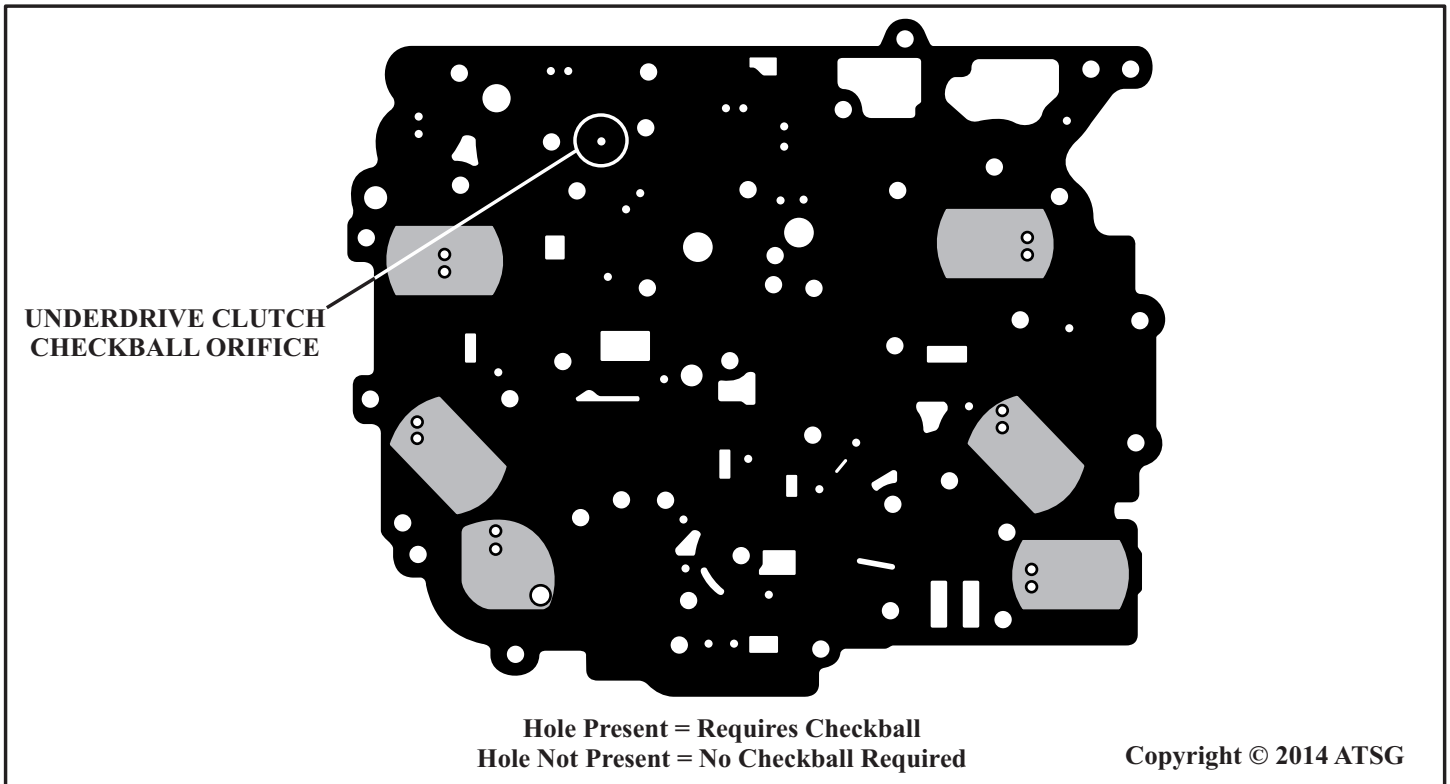 UNDERDRIVE CLUTCH
CHECKBALL ORIFICE
Hole Present = Requires Checkball
Hole Not Present = No Checkball Required
Copyright © 2014 ATSG